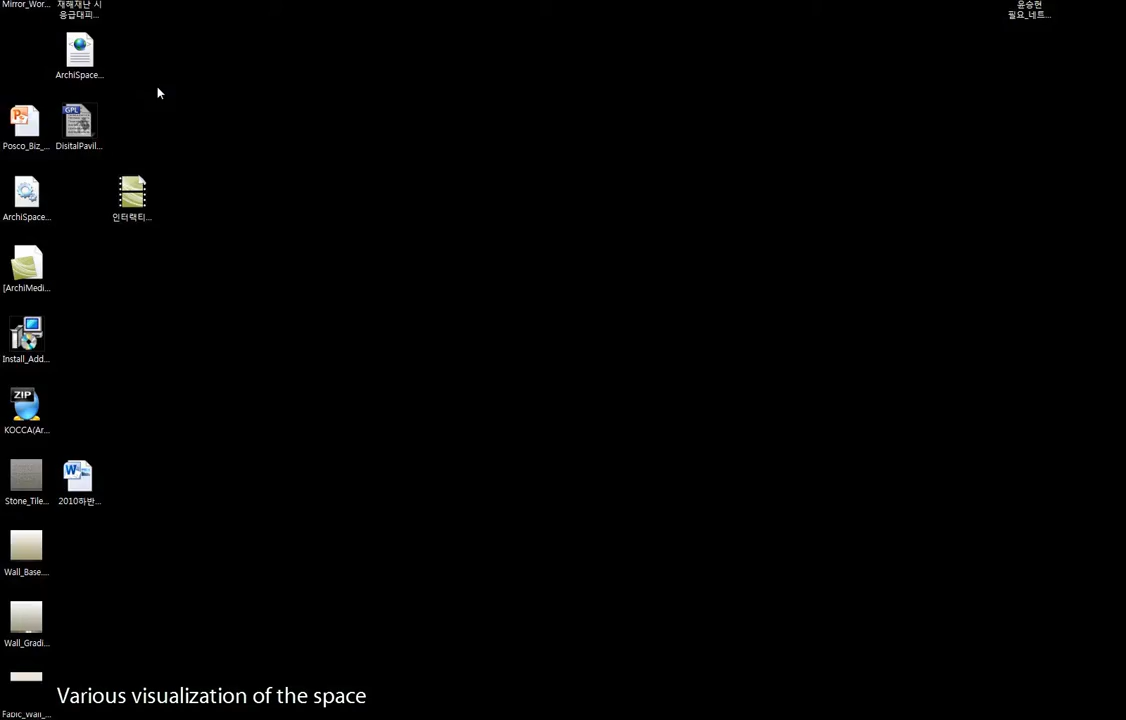 Mirror_Wor...
재해재난 시
응급대피...
윤승현
필요_네트...
ArchiSpace...
Posco_Biz_...
GPL
DisitalPavil...
ArchiSpace...
인터랙티...
[ArchiMedi...
Install_Add...
ZIP
KOCCA(Ar...
Stone_Tile...
2010하반...
Wall_Base....
Wall_Gradi...
Various visualization of the space
Fabic_Wall_...